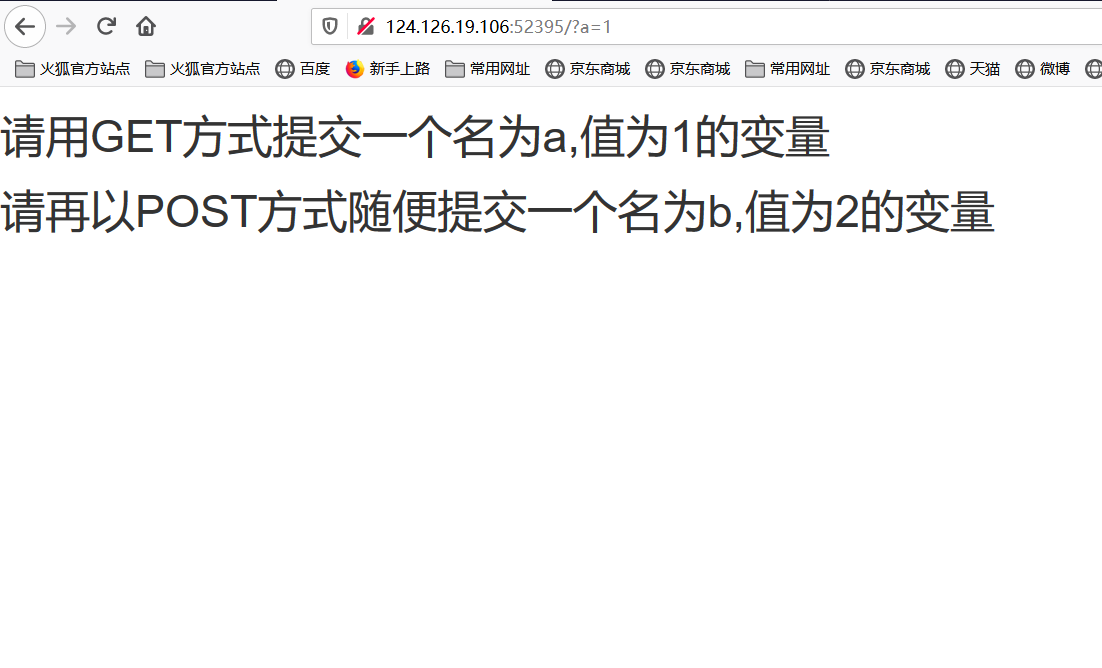 124.126.19.106:52395/?a=1
火狐官方站点 火狐官方站点 百度 新手上路 常用网址 京东商城 京东商城 常用网址 京东商城 天猫 微博
请用GET方式提交一个名为a,值为1的变量
请再以POST方式随便提交一个名为b,值为2的变量